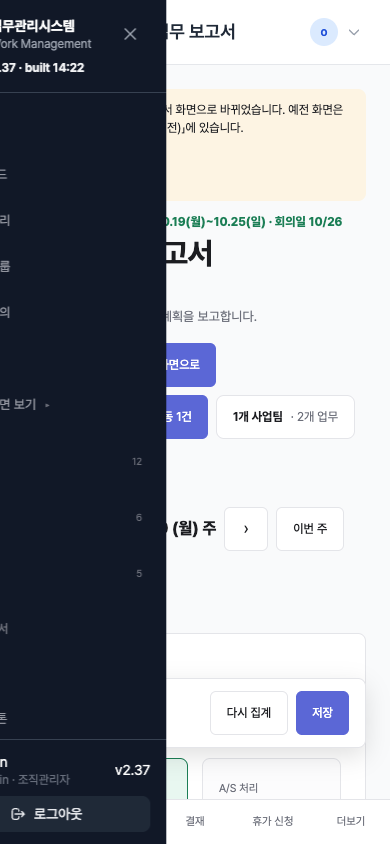 무관리시스템
ork Management
.37 · built 14:22
드
리
룹
의
면 보기 ▸
12
6
5
서
톤
in
in · 조직관리자
v2.37
로그아웃
무 보고서
0
서 화면으로 바뀌었습니다. 예전 화면은
전)」에 있습니다.
0.19(월)~10.25(일) · 회의일 10/26
고서
계획을 보고합니다.
화면으로
동 1건
1개 사업팀 · 2개 업무
(월) 주
›
이번 주
다시 집계
저장
A/S 처리
결재
휴가 신청
더보기